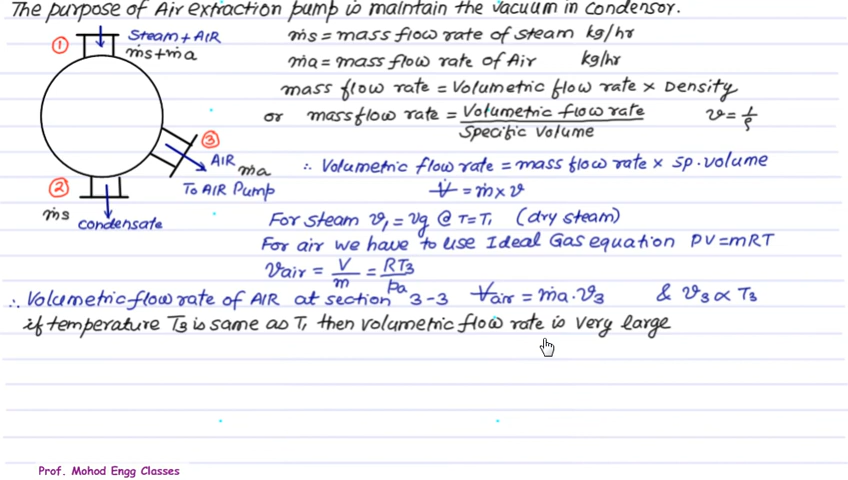 The purpose of Air extraction pump is maintain the vacuum in condensor.
① Steam + AIR
ṁs + ṁa
ṁs = mass flow rate of steam kg/hr
ṁa = mass flow rate of Air kg/hr
mass flow rate = Volumetric flow rate × Density
or mass flow rate = Volumetric flow rate / Specific Volume v = 1/ρ
③
AIR ṁa
To AIR Pump
②
ṁs
condensate
∴ Volumetric flow rate = mass flow rate × sp. volume
V̇ = ṁ × v
For steam v₁ = vg @ T = T₁ (dry steam)
For air we have to use Ideal Gas equation PV = mRT
vair = V/m = RT3/pa
∴ Volumetric flow rate of AIR at section 3-3 V̇air = ṁa . v3 & v3 ∝ T3
if temperature T3 is same as T₁ then volumetric flow rate is very large
Prof. Mohod Engg Classes